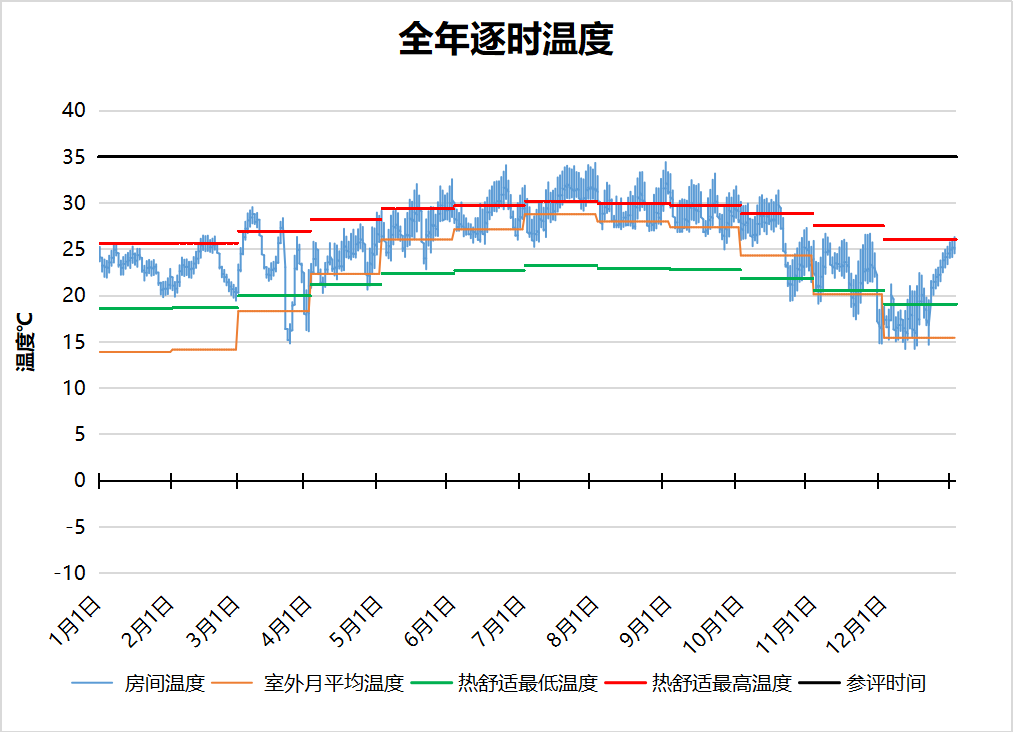 全年逐时温度
40
35
30
25
20
15
10
5
0
-5
-10
温度℃
1月1日
2月1日
3月1日
4月1日
5月1日
6月1日
7月1日
8月1日
9月1日
10月1日
11月1日
12月1日
房间温度
室外月平均温度
热舒适最低温度
热舒适最高温度
参评时间